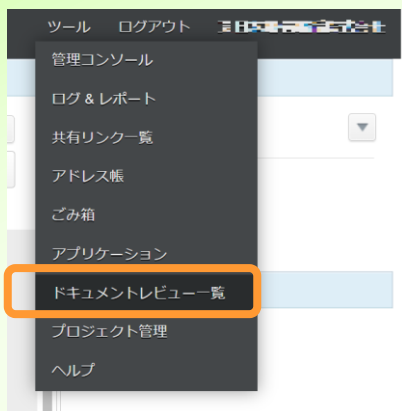 ツール ログアウト
管理コンソール
ログ & レポート
共有リンク一覧
アドレス帳
ごみ箱
アプリケーション
ドキュメントレビュー一覧
プロジェクト管理
ヘルプ